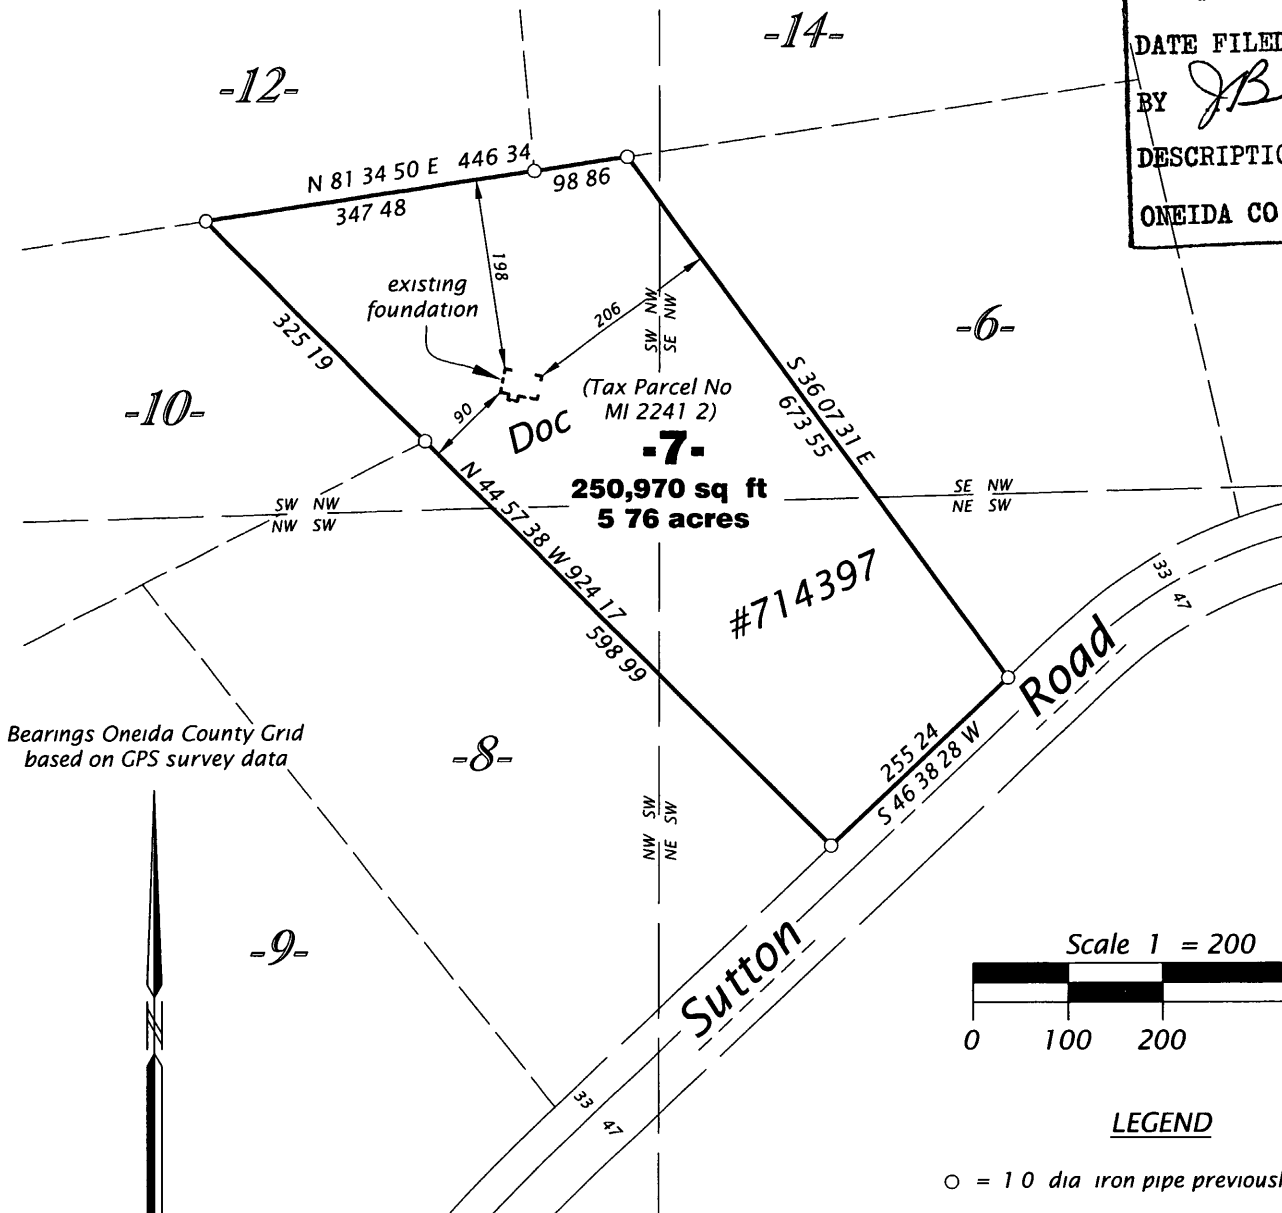 -12-
-14-
DATE FILED
BY JB
DESCRIPTIO
ONEIDA CO
N 81 34 50 E 446 34
347 48
98 86
198
existing
foundation
206
SW NW
SE NW
-6-
325 19
S 36 07 31 E
673 55
-10-
90
Doc
(Tax Parcel No
MI 2241 2)
-7-
250,970 sq ft
5 76 acres
N 44 57 38 W 924 17
598 99
SW NW
NW SW
SE NW
NE SW
#714397
33
47
Road
Bearings Oneida County Grid
based on GPS survey data
-8-
255 24
S 46 38 28 W
NW SW
NE SW
-9-
Sutton
Scale 1 = 200
0 100 200
33
47
LEGEND
= 1 0 dia iron pipe previousl